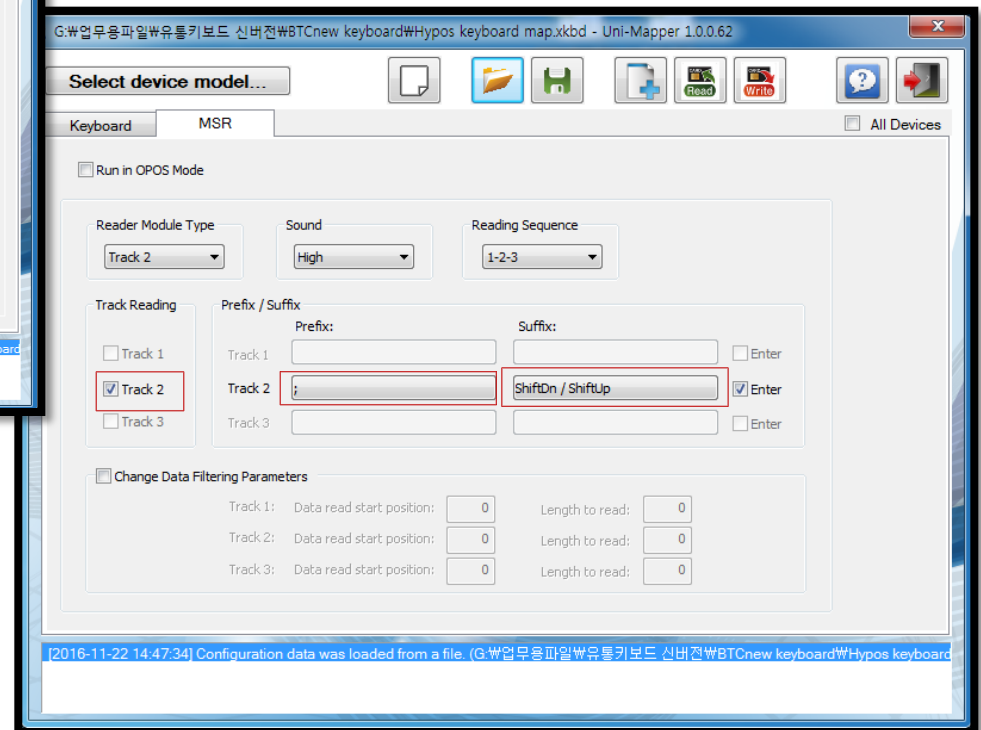 G:₩업무용파일₩유통키보드 신버전₩BTCnew keyboard₩Hypos keyboard map.xkbd - Uni-Mapper 1.0.0.62
Select device model...
Read
Write
Keyboard
MSR
All Devices
Run in OPOS Mode
Reader Module Type
Sound
Reading Sequence
Track 2
High
1-2-3
Track Reading
Prefix / Suffix
Prefix:
Suffix:
Track 1
Track 1
Enter
Track 2
Track 2
;
ShiftDn / ShiftUp
Enter
Track 3
Track 3
Enter
Change Data Filtering Parameters
Track 1:
Data read start position:
0
Length to read:
0
Track 2:
Data read start position:
0
Length to read:
0
Track 3:
Data read start position:
0
Length to read:
0
[2016-11-22 14:47:34] Configuration data was loaded from a file. (G:₩업무용파일₩유통키보드 신버전₩BTCnew keyboard₩Hypos keyboard